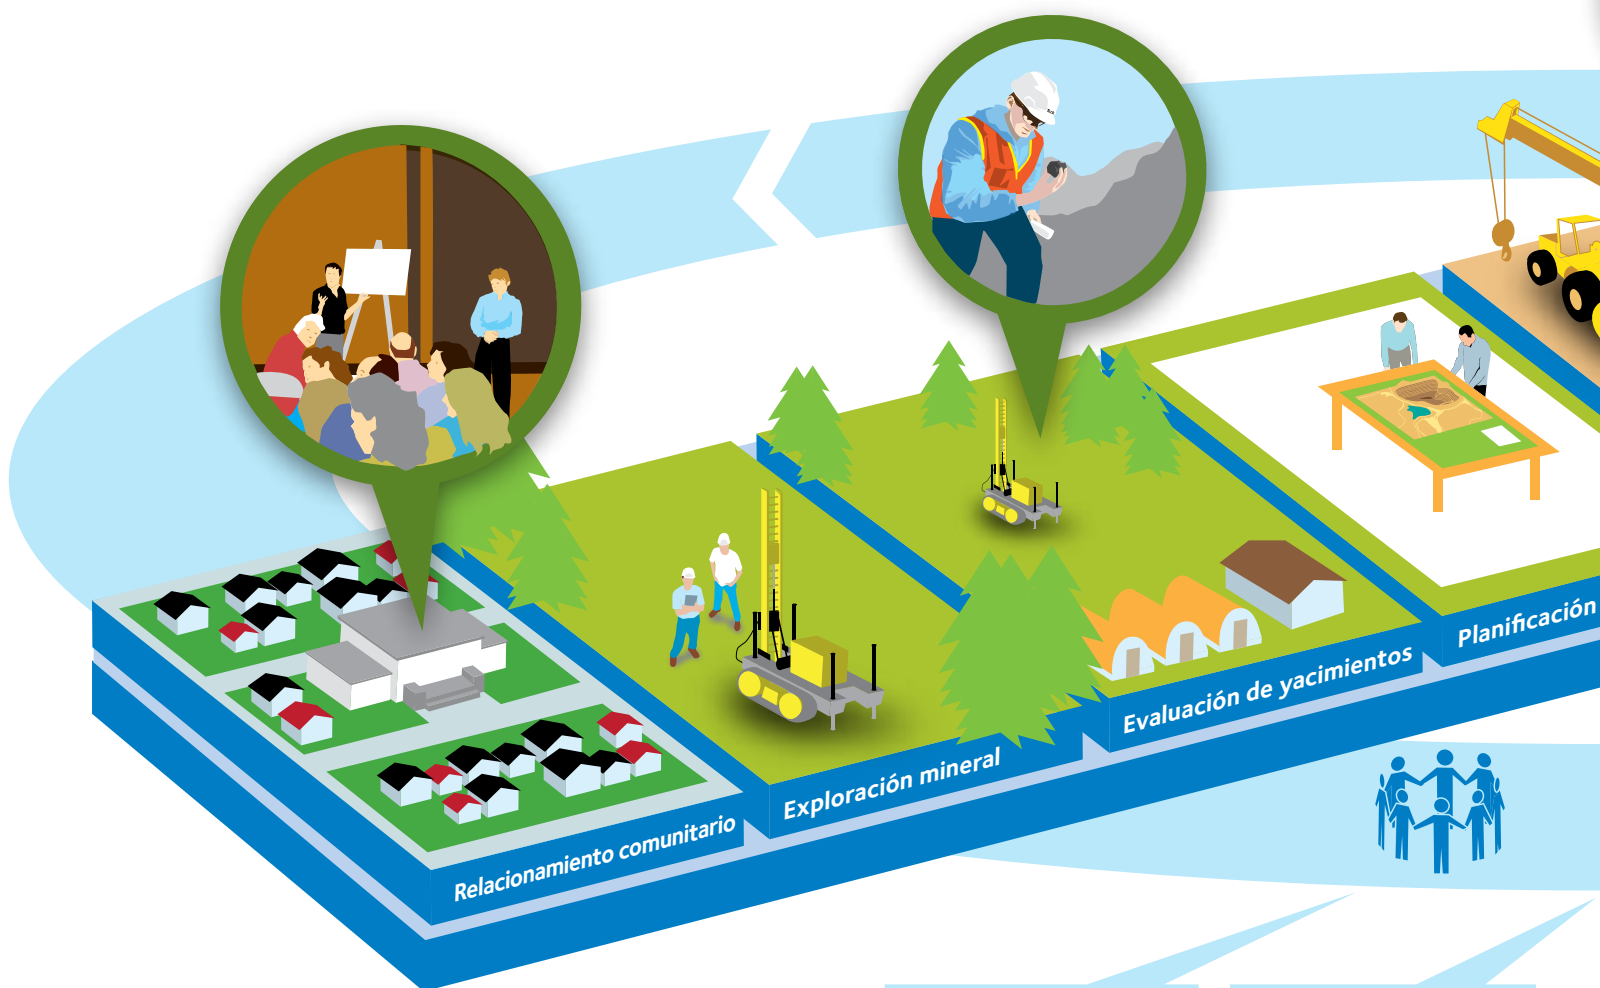 Relacionamiento comunitario
Exploración mineral
Evaluación de yacimientos
Planificación